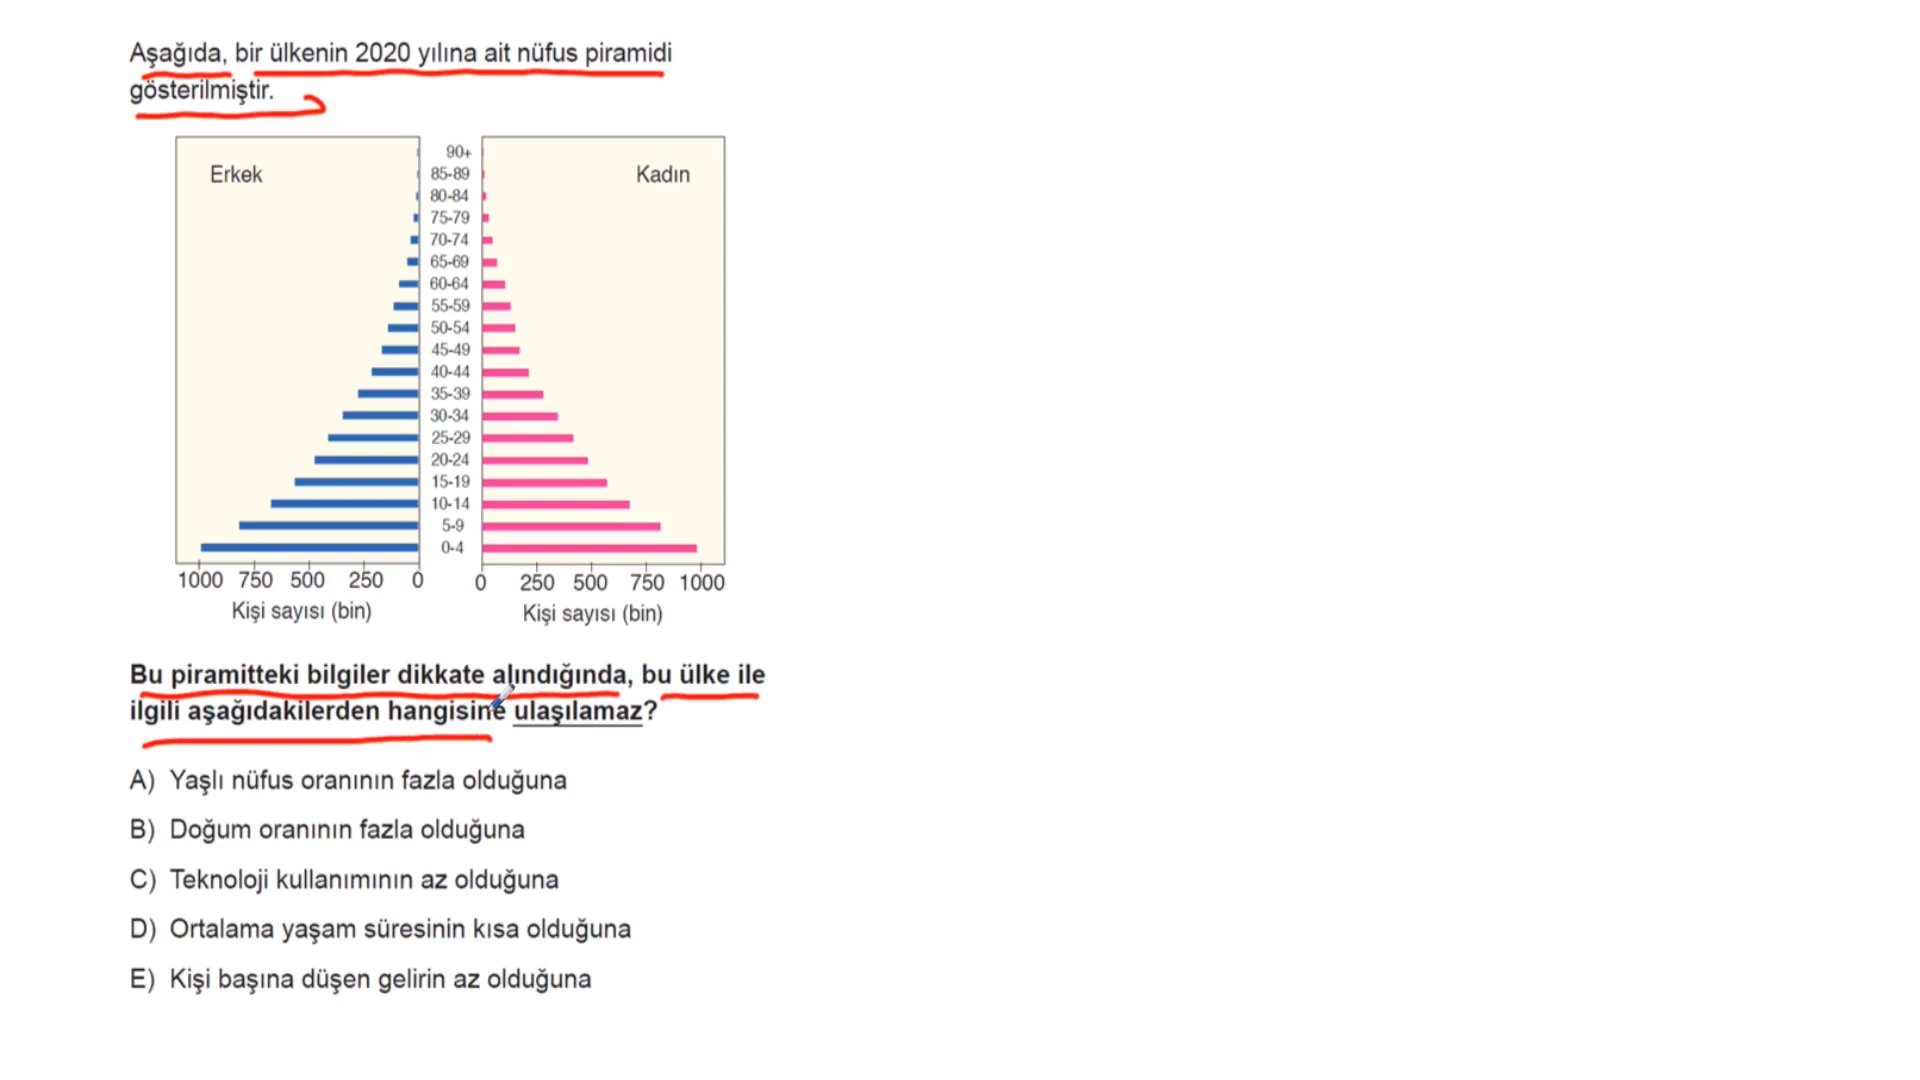 Aşağıda, bir ülkenin 2020 yılına ait nüfus piramidi
gösterilmiştir.
Erkek
Kadın
90+
85-89
80-84
75-79
70-74
65-69
60-64
55-59
50-54
45-49
40-44
35-39
30-34
25-29
20-24
15-19
10-14
5-9
0-4
1000 750 500 250 0
0 250 500 750 1000
Kişi sayısı (bin)
Kişi sayısı (bin)
Bu piramitteki bilgiler dikkate alındığında, bu ülke ile
ilgili aşağıdakilerden hangisine ulaşılamaz?
A) Yaşlı nüfus oranının fazla olduğuna
B) Doğum oranının fazla olduğuna
C) Teknoloji kullanımının az olduğuna
D) Ortalama yaşam süresinin kısa olduğuna
E) Kişi başına düşen gelirin az olduğuna